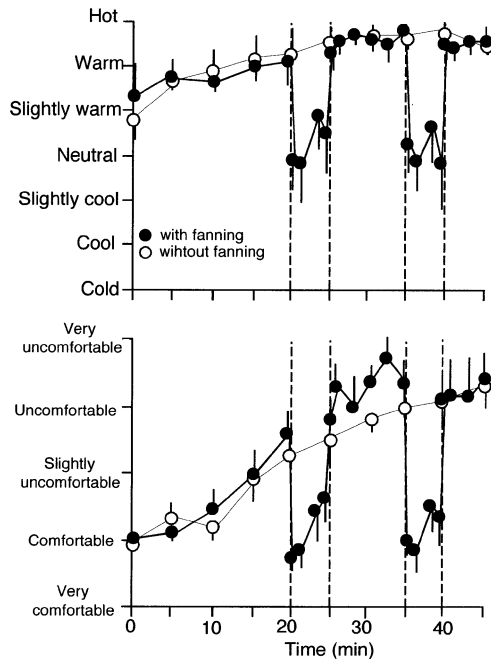 Hot
Warm
Slightly warm
Neutral
Slightly cool
Cool
Cold
with fanning
wihtout fanning
Very
uncomfortable
Uncomfortable
Slightly
uncomfortable
Comfortable
Very
comfortable
0 10 20 30 40
Time (min)